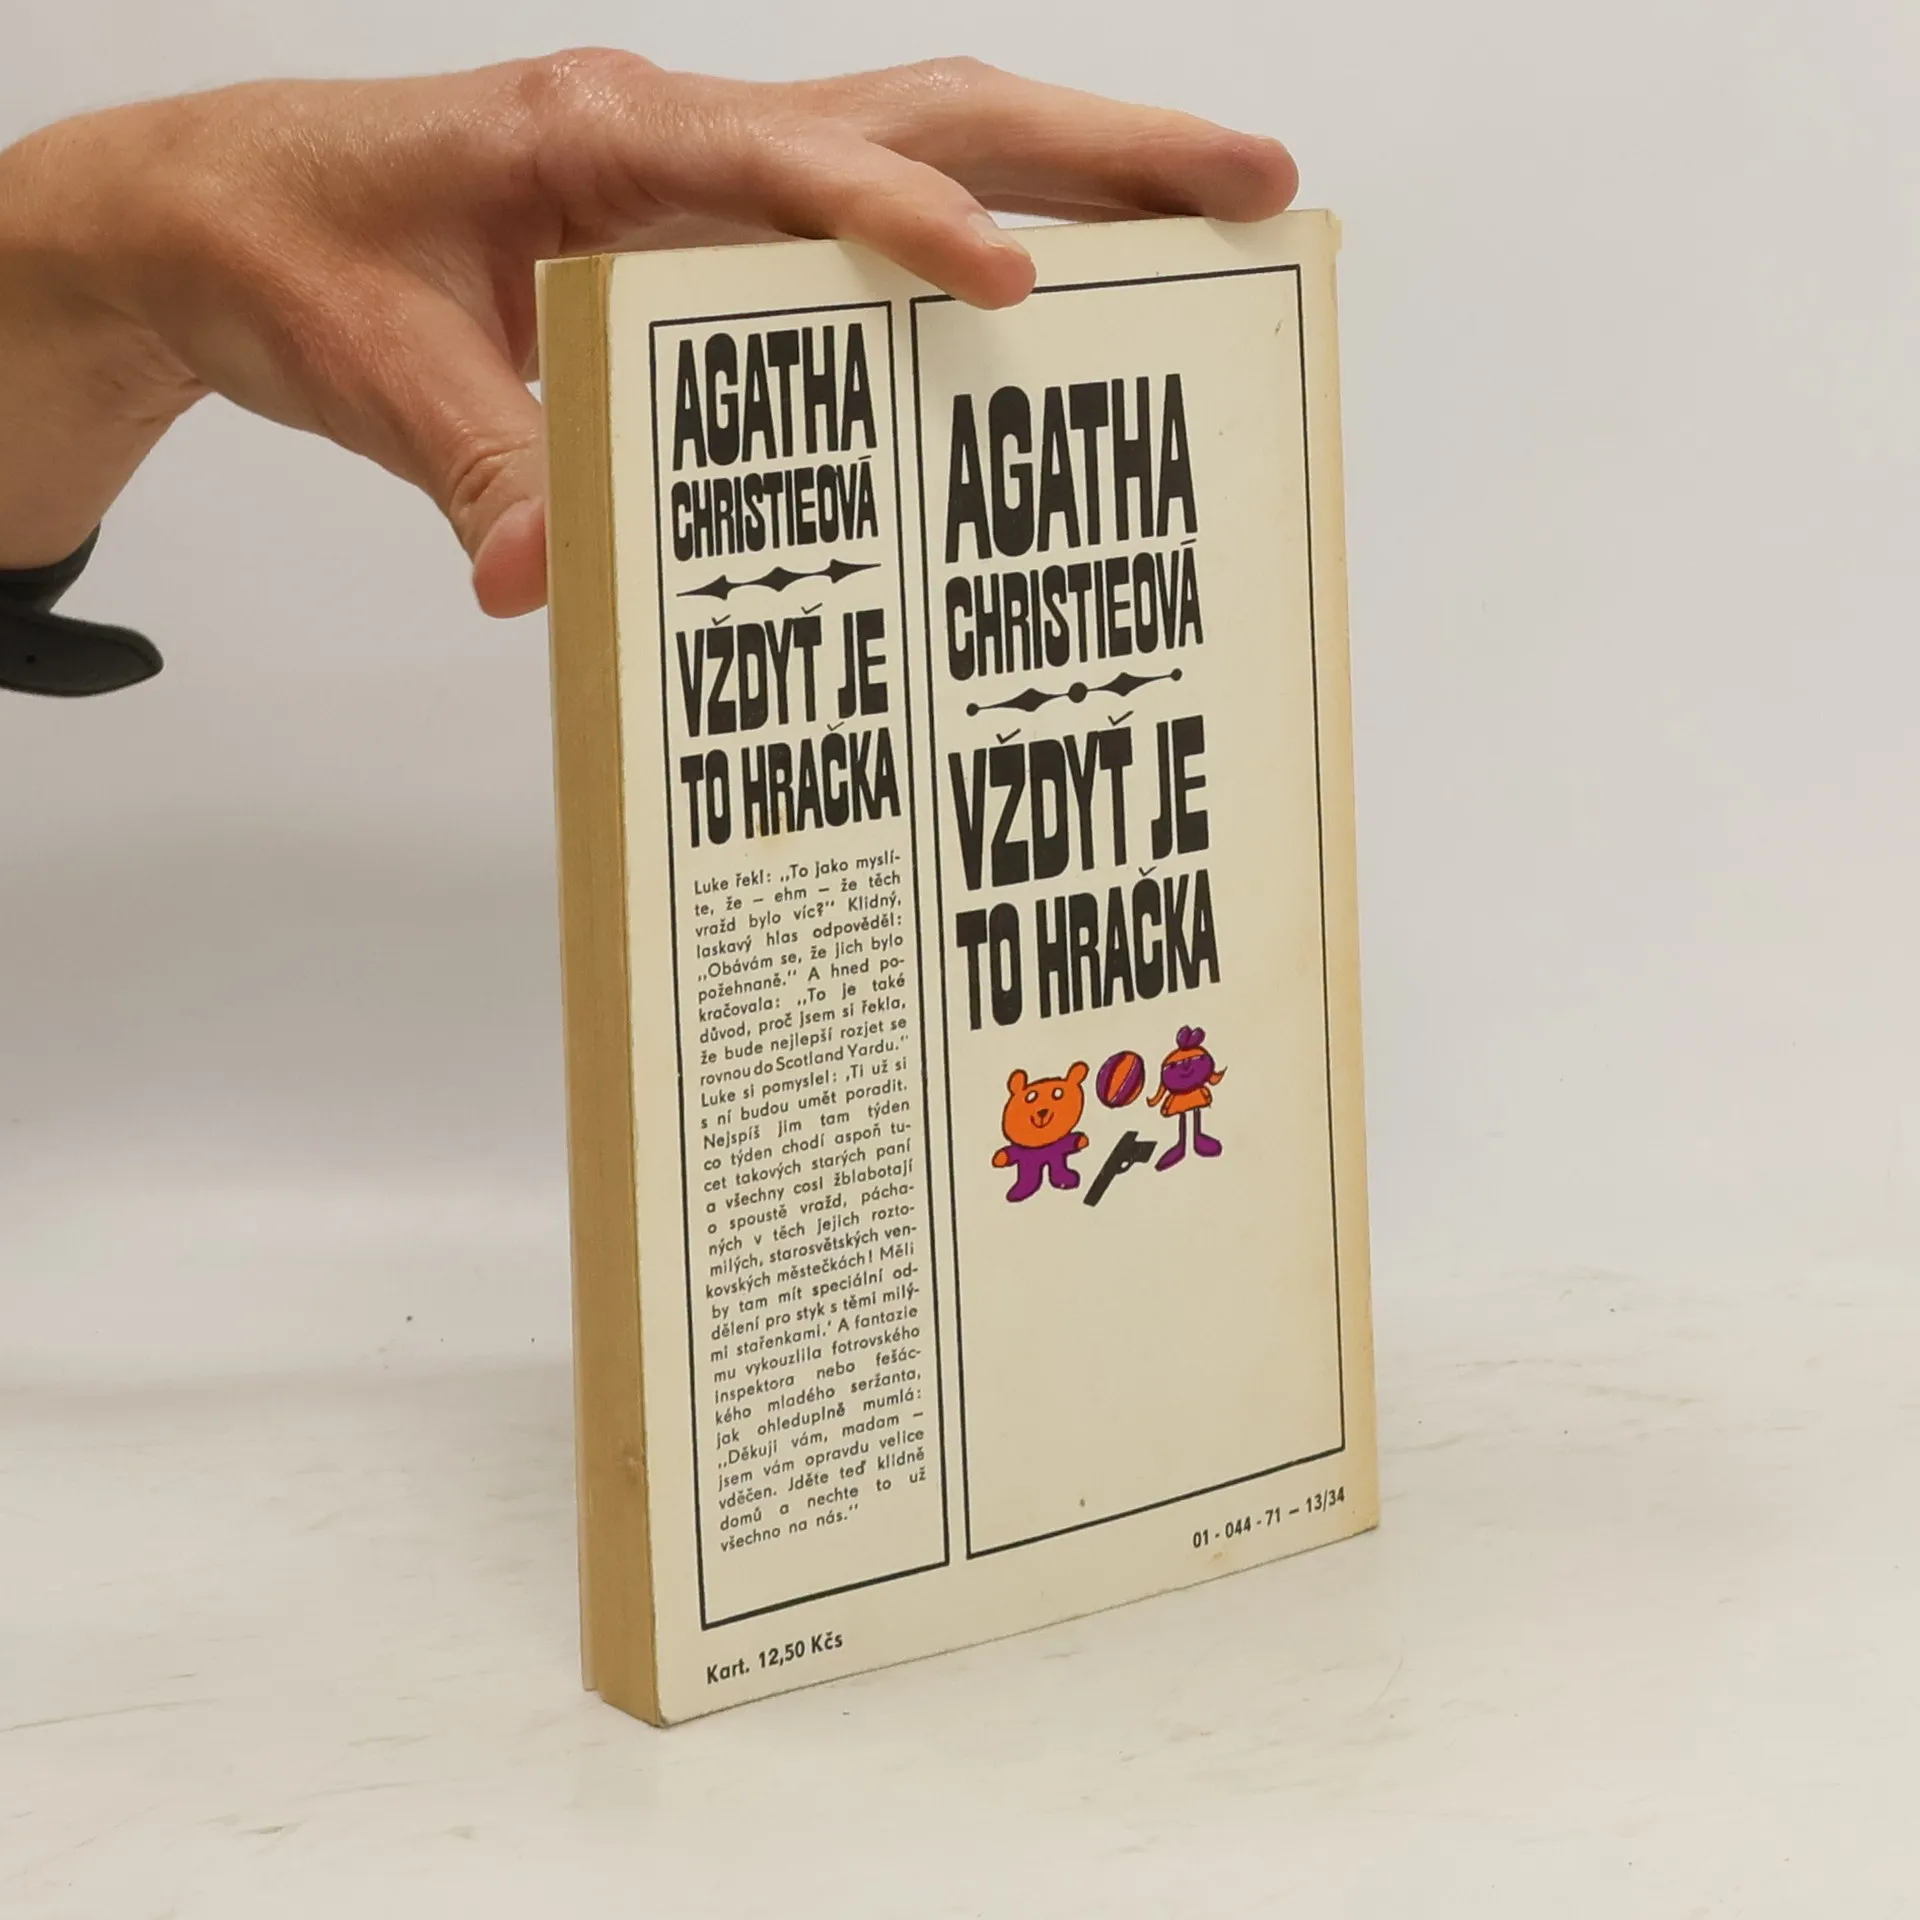 AGATHA
CHRISTIEOVÁ
VŽDYŤ JE
TO HRAČKA
Luke řekl: „To jako myslí-
te, že – ehm – že těch
vražd bylo víc?“ Klidný,
laskavý hlas odpověděl:
„Obávám se, že jich bylo
požehnaně.“ A hned po-
kračovala: „To je také
důvod, proč jsem si řekla,
že bude nejlepší rozjet se
rovnou do Scotland Yardu.“
Luke si pomyslel: ‚Ti už si
s ní budou umět poradit.
Nejspíš jim tam týden
co týden chodí aspoň tu-
cet takových starých paní
a všechny cosi žblabotají
o spoustě vražd, pácha-
ných v těch jejich rozto-
milých, starosvětských ven-
kovských městečkách! Měli
by tam mít speciální od-
dělení pro styk s těmi milý-
mi stařenkami.‘ A fantazie
mu vykouzlila fotrovského
inspektora nebo fešác-
kého mladého seržanta,
jak ohleduplně mumlá:
„Děkuji vám, madam –
jsem vám opravdu velice
vděčen. Jděte teď klidně
domů a nechte to už
všechno na nás.“
Kart. 12,50 Kčs
AGATHA
CHRISTIEOVÁ
VŽDYŤ JE
TO HRAČKA
01 - 044 - 71 – 13/34